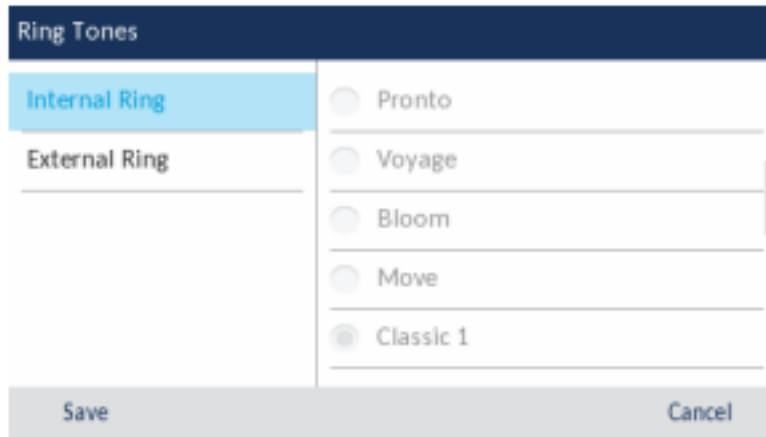 Ring Tones
Internal Ring
External Ring
Pronto
Voyage
Bloom
Move
Classic 1
Save
Cancel